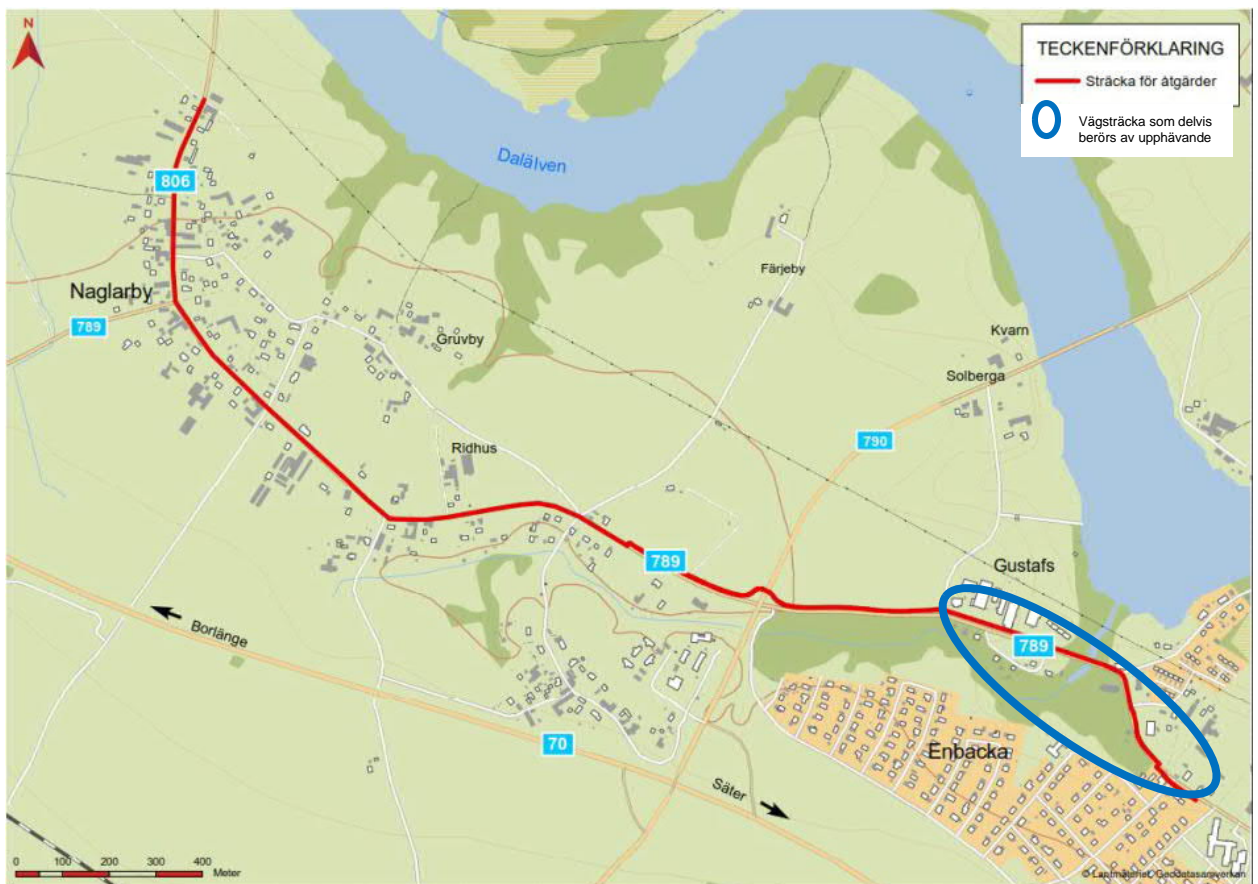 N
TECKENFÖRKLARING
Sträcka för åtgärder
Vägsträcka som delvis
berörs av upphävande
Dalälven
806
Färjeby
Naglarby
789
Gruvby
Kvarn
Solberga
790
Ridhus
789
Gustafs
789
Borlänge
70
Enbacka
Säter
0 100 200 300 400
Meter
© Lantmäteriet, Geodatasamverkan